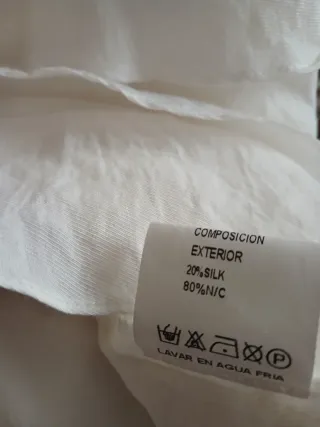 COMPOSICION
EXTERIOR
20%SILK
80%N/C
P
LAVAR EN AGUA FRIA